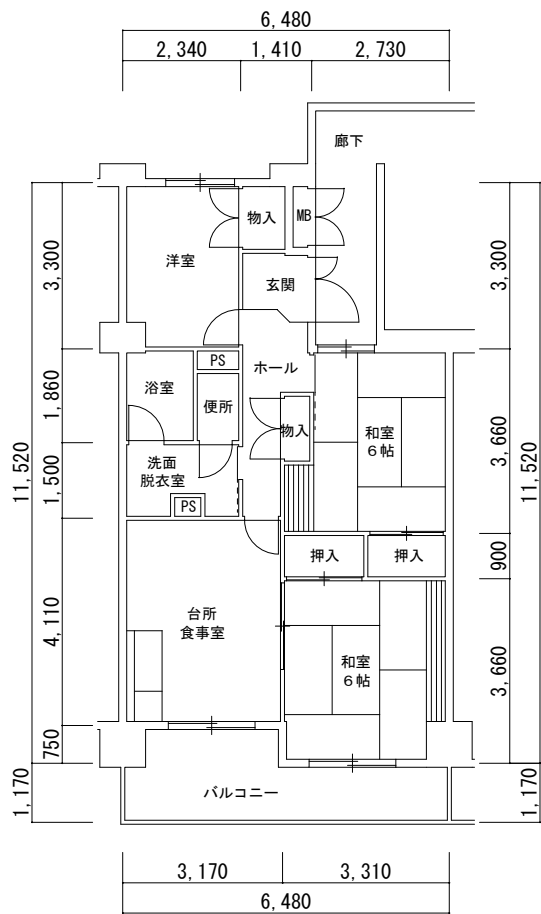 6,480
2,340
1,410
2,730
廊下
物入
MB
洋室
玄関
3,300
3,300
PS
ホール
浴室
便所
1,860
物入
和室
6帖
3,660
洗面
脱衣室
1,500
11,520
11,520
PS
押入
押入
900
台所
食事室
4,110
和室
6帖
3,660
750
バルコニー
1,170
1,170
3,170
3,310
6,480